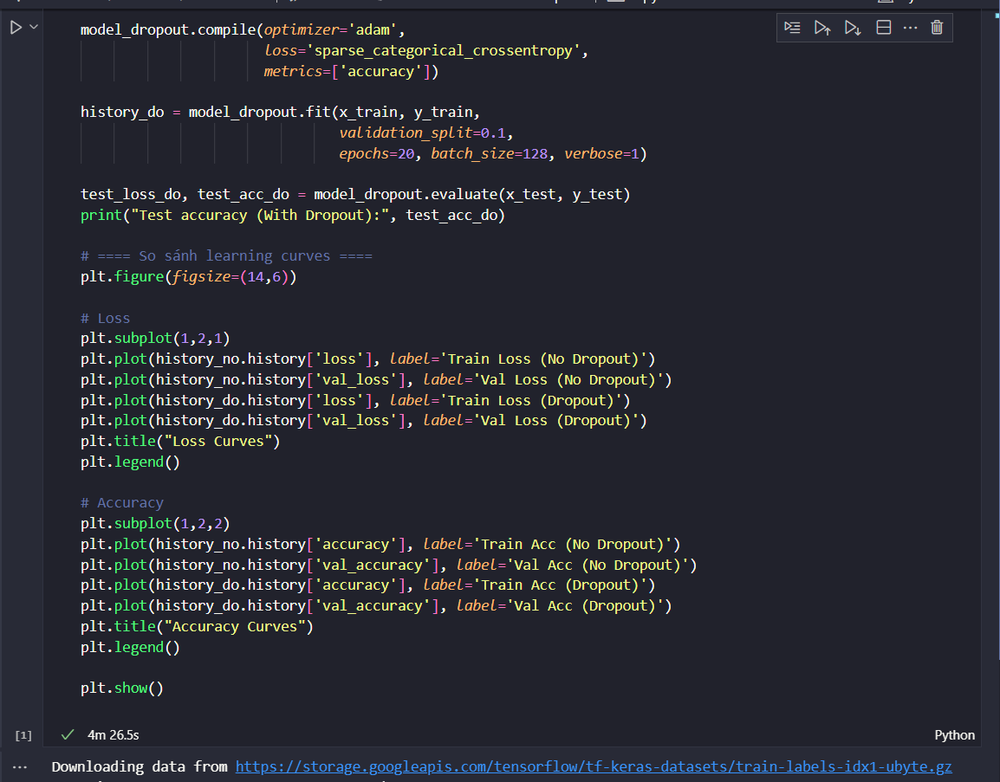 model_dropout.compile(optimizer='adam',
loss='sparse_categorical_crossentropy',
metrics=['accuracy'])
history_do = model_dropout.fit(x_train, y_train,
validation_split=0.1,
epochs=20, batch_size=128, verbose=1)
test_loss_do, test_acc_do = model_dropout.evaluate(x_test, y_test)
print("Test accuracy (With Dropout):", test_acc_do)
# ==== So sánh learning curves ====
plt.figure(figsize=(14,6))
# Loss
plt.subplot(1,2,1)
plt.plot(history_no.history['loss'], label='Train Loss (No Dropout)')
plt.plot(history_no.history['val_loss'], label='Val Loss (No Dropout)')
plt.plot(history_do.history['loss'], label='Train Loss (Dropout)')
plt.plot(history_do.history['val_loss'], label='Val Loss (Dropout)')
plt.title("Loss Curves")
plt.legend()
# Accuracy
plt.subplot(1,2,2)
plt.plot(history_no.history['accuracy'], label='Train Acc (No Dropout)')
plt.plot(history_no.history['val_accuracy'], label='Val Acc (No Dropout)')
plt.plot(history_do.history['accuracy'], label='Train Acc (Dropout)')
plt.plot(history_do.history['val_accuracy'], label='Val Acc (Dropout)')
plt.title("Accuracy Curves")
plt.legend()
plt.show()
[1] 4m 26.5s Python
Downloading data from https://storage.googleapis.com/tensorflow/tf-keras-datasets/train-labels-idx1-ubyte.gz